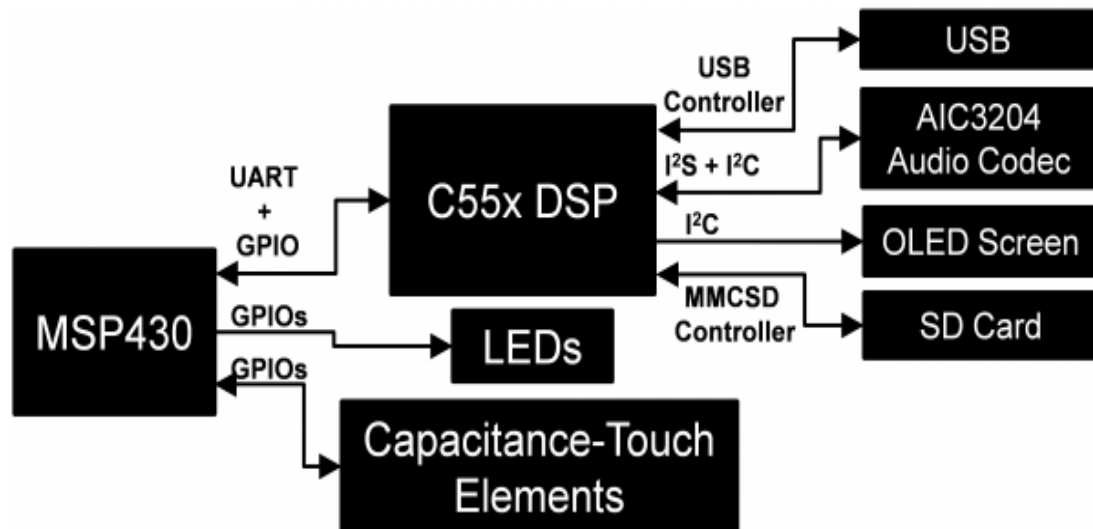 USB
USB
Controller
AIC3204
Audio Codec
I²S + I²C
C55x DSP
UART
+
GPIO
I²C
OLED Screen
MMCSD
Controller
SD Card
MSP430
GPIOs
LEDs
GPIOs
Capacitance-Touch
Elements